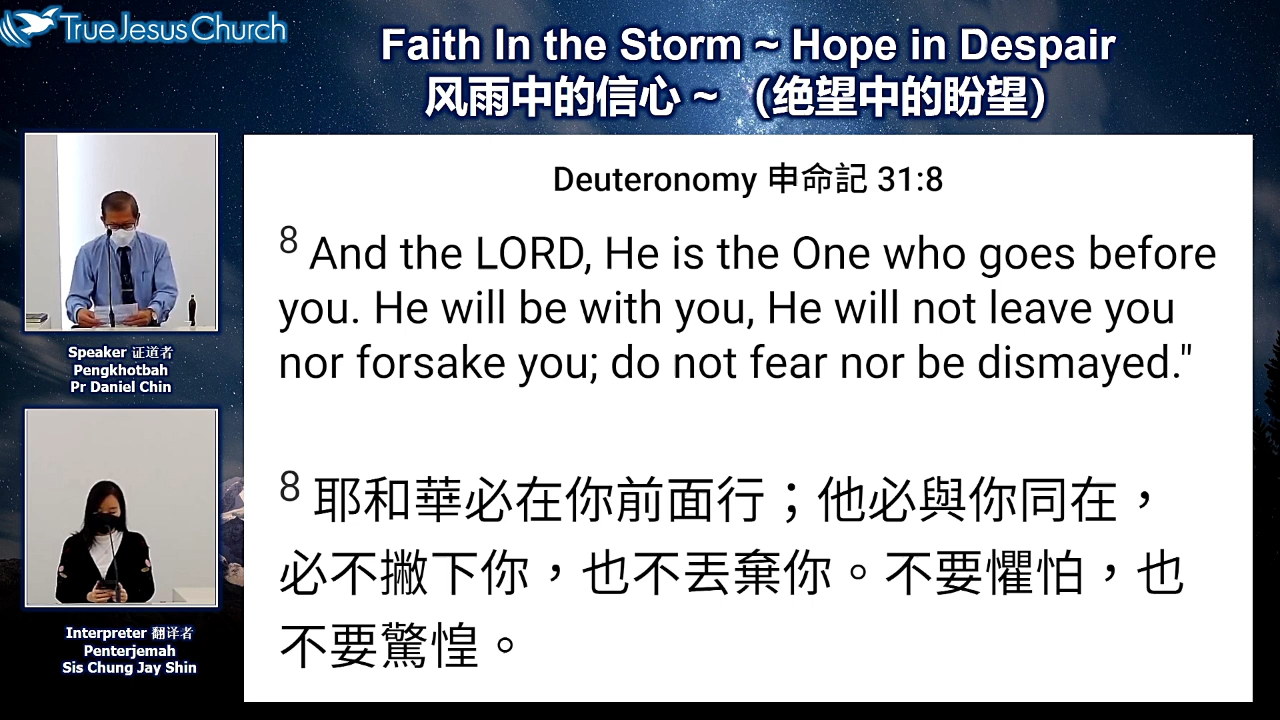 True Jesus Church
Faith In the Storm ~ Hope in Despair
风雨中的信心 ~ （绝望中的盼望）
Speaker 证道者
Pengkhotbah
Pr Daniel Chin
Interpreter 翻译者
Penterjemah
Sis Chung Jay Shin
Deuteronomy 申命記 31:8
8 And the LORD, He is the One who goes before
you. He will be with you, He will not leave you
nor forsake you; do not fear nor be dismayed."
8 耶和華必在你前面行；他必與你同在，
必不撇下你，也不丟棄你。不要懼怕，也
不要驚惶。